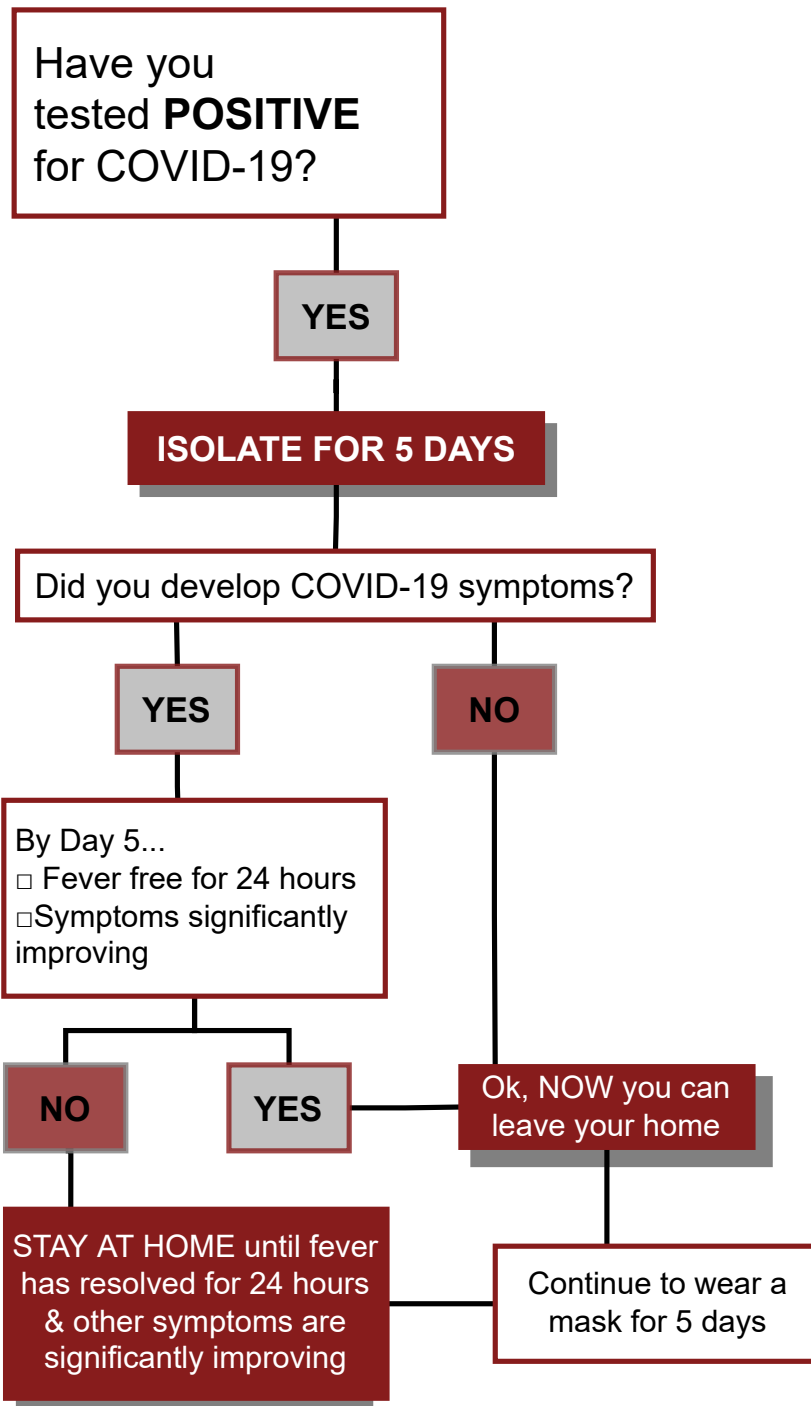 Have you
tested POSITIVE
for COVID-19?
YES
ISOLATE FOR 5 DAYS
Did you develop COVID-19 symptoms?
YES
NO
By Day 5...
□ Fever free for 24 hours
□Symptoms significantly
improving
NO
YES
Ok, NOW you can
leave your home
STAY AT HOME until fever
has resolved for 24 hours
& other symptoms are
significantly improving
Continue to wear a
mask for 5 days